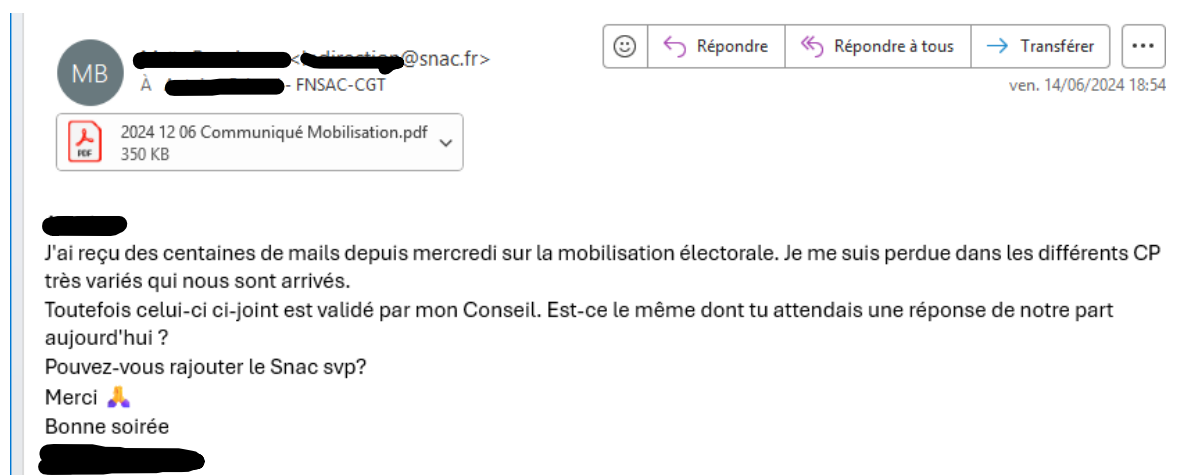 MB
@snac.fr>
Répondre
Répondre à tous
Transférer
À
- FNSAC-CGT
ven. 14/06/2024 18:54
2024 12 06 Communiqué Mobilisation.pdf
350 KB
PDF
J'ai reçu des centaines de mails depuis mercredi sur la mobilisation électorale. Je me suis perdue dans les différents CP
très variés qui nous sont arrivés.
Toutefois celui-ci ci-joint est validé par mon Conseil. Est-ce le même dont tu attendais une réponse de notre part
aujourd'hui ?
Pouvez-vous rajouter le Snac svp?
Merci 🙏
Bonne soirée